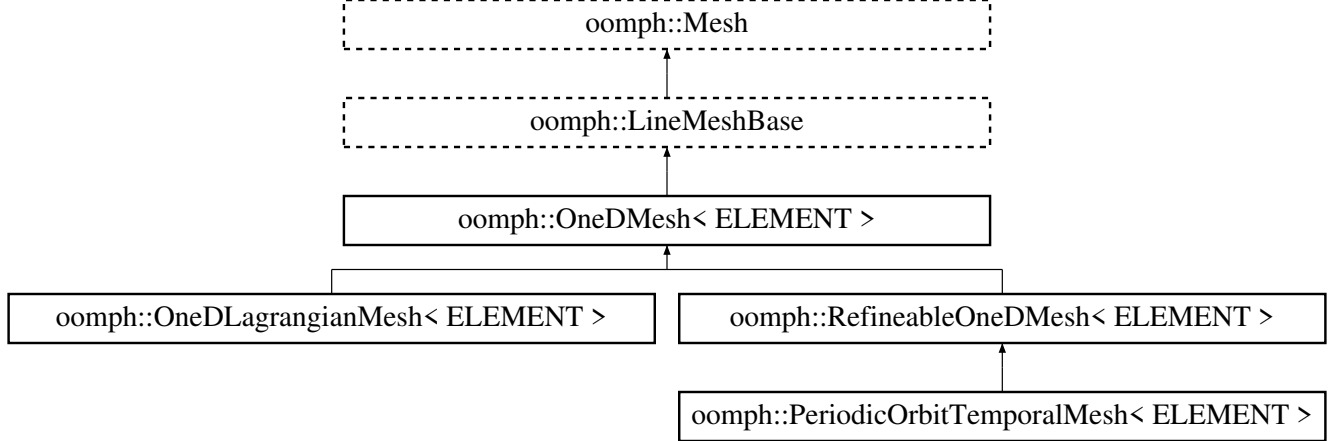 oomph::Mesh
oomph::LineMeshBase
oomph::OneDMesh< ELEMENT >
oomph::OneDLagrangianMesh< ELEMENT >
oomph::RefineableOneDMesh< ELEMENT >
oomph::PeriodicOrbitTemporalMesh< ELEMENT >